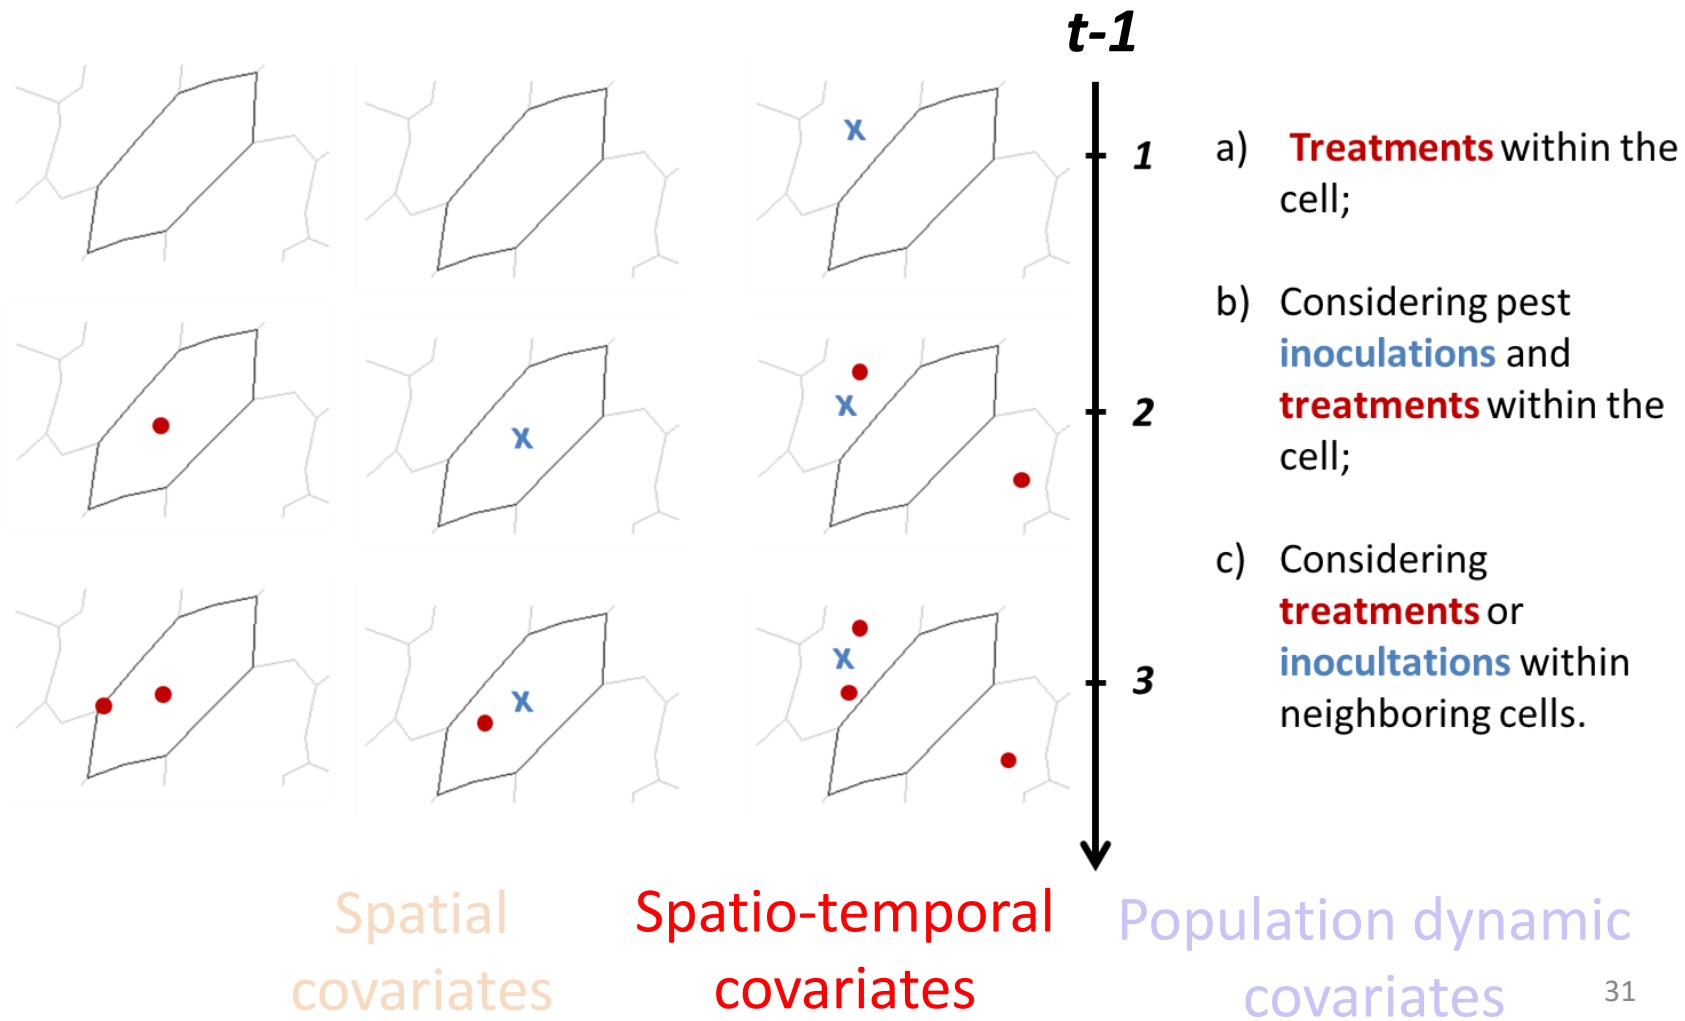 t-1
1
2
3
a) Treatments within the
cell;
b) Considering pest
inoculations and
treatments within the
cell;
c) Considering
treatments or
inocultations within
neighboring cells.
x
x
x
x
x
Spatial
covariates
Spatio-temporal
covariates
Population dynamic
covariates
31